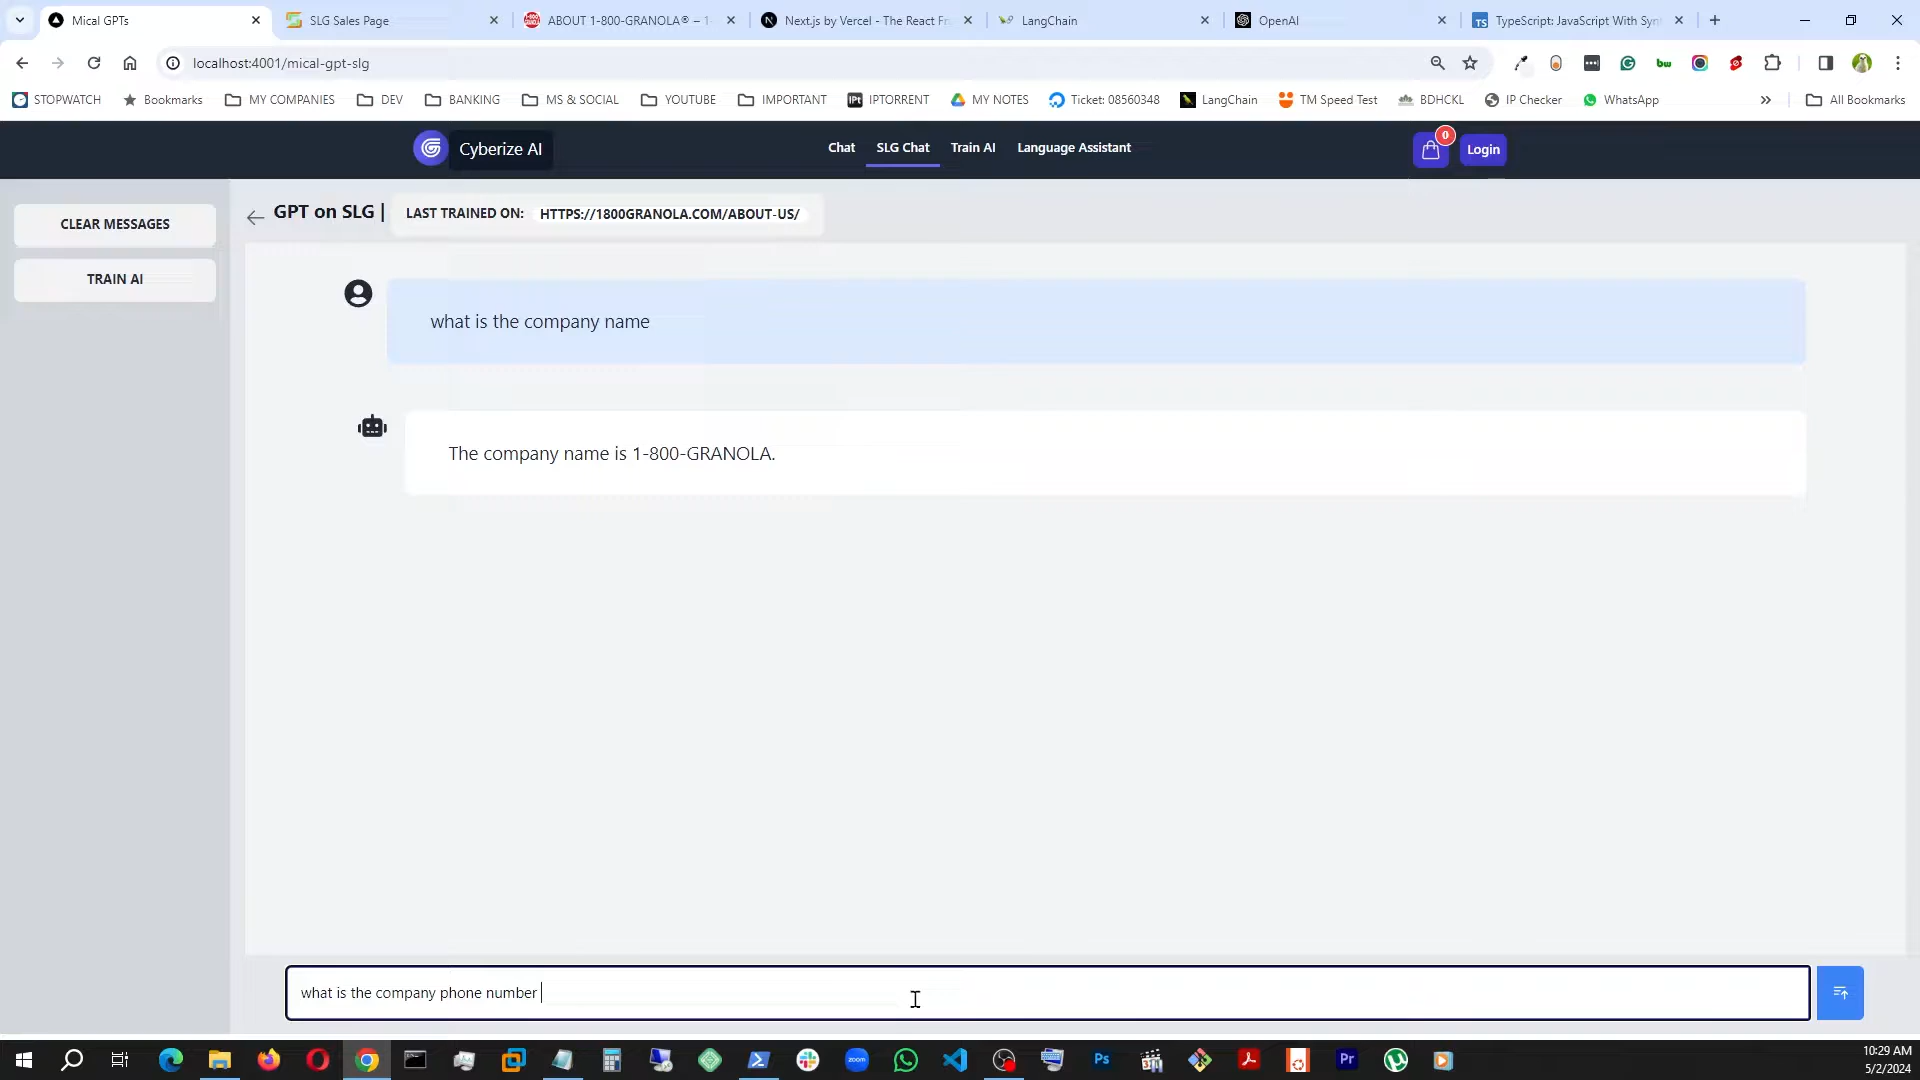 Mical GPTs
SLG Sales Page
ABOUT 1-800-GRANOLA® – 1-
Next.js by Vercel - The React Fr
LangChain
OpenAI
TypeScript: JavaScript With Syn
localhost:4001/mical-gpt-slg
STOPWATCH
Bookmarks
MY COMPANIES
DEV
BANKING
MS & SOCIAL
YOUTUBE
IMPORTANT
IPTORRENT
MY NOTES
Ticket: 08560348
LangChain
TM Speed Test
BDHCKL
IP Checker
WhatsApp
All Bookmarks
Cyberize AI
Chat
SLG Chat
Train AI
Language Assistant
0
Login
CLEAR MESSAGES
TRAIN AI
GPT on SLG |
LAST TRAINED ON: HTTPS://1800GRANOLA.COM/ABOUT-US/
what is the company name
The company name is 1-800-GRANOLA.
what is the company phone number
10:29 AM
5/2/2024